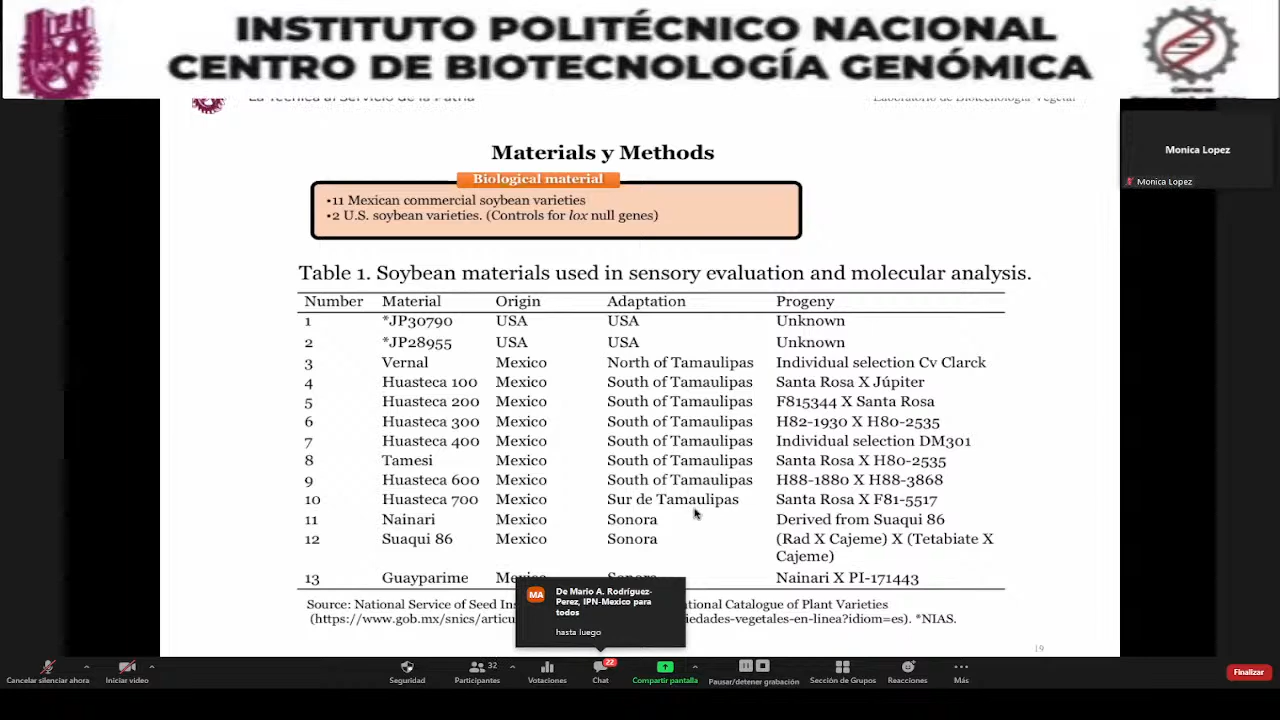 INSTITUTO POLITÉCNICO NACIONAL
CENTRO DE BIOTECNOLOGÍA GENÓMICA
La Técnica al Servicio de la Patria
Laboratorio de Biotecnología Vegetal
Monica Lopez
Monica Lopez
Materials y Methods
Biological material
•11 Mexican commercial soybean varieties
•2 U.S. soybean varieties. (Controls for lox null genes)
Table 1. Soybean materials used in sensory evaluation and molecular analysis.
Number Material Origin Adaptation Progeny
1 *JP30790 USA USA Unknown
2 *JP28955 USA USA Unknown
3 Vernal Mexico North of Tamaulipas Individual selection Cv Clarck
4 Huasteca 100 Mexico South of Tamaulipas Santa Rosa X Júpiter
5 Huasteca 200 Mexico South of Tamaulipas F815344 X Santa Rosa
6 Huasteca 300 Mexico South of Tamaulipas H82-1930 X H80-2535
7 Huasteca 400 Mexico South of Tamaulipas Individual selection DM301
8 Tamesi Mexico South of Tamaulipas Santa Rosa X H80-2535
9 Huasteca 600 Mexico South of Tamaulipas H88-1880 X H88-3868
10 Huasteca 700 Mexico Sur de Tamaulipas Santa Rosa X F81-5517
11 Nainari Mexico Sonora Derived from Suaqui 86
12 Suaqui 86 Mexico Sonora (Rad X Cajeme) X (Tetabiate X
Cajeme)
13 Guayparime Mexico Sonora Nainari X PI-171443
Source: National Service of Seed Ins ational Catalogue of Plant Varieties
(https://www.gob.mx/snics/articu iedades-vegetales-en-linea?idiom=es). *NIAS.
MA
De Mario A. Rodríguez-
Perez, IPN-Mexico para
todos
hasta luego
19
32
22
Cancelar silenciar ahora Iniciar video Seguridad Participantes Votaciones Chat Compartir pantalla Pausar/detener grabación Sección de Grupos Reacciones Más
Finalizar